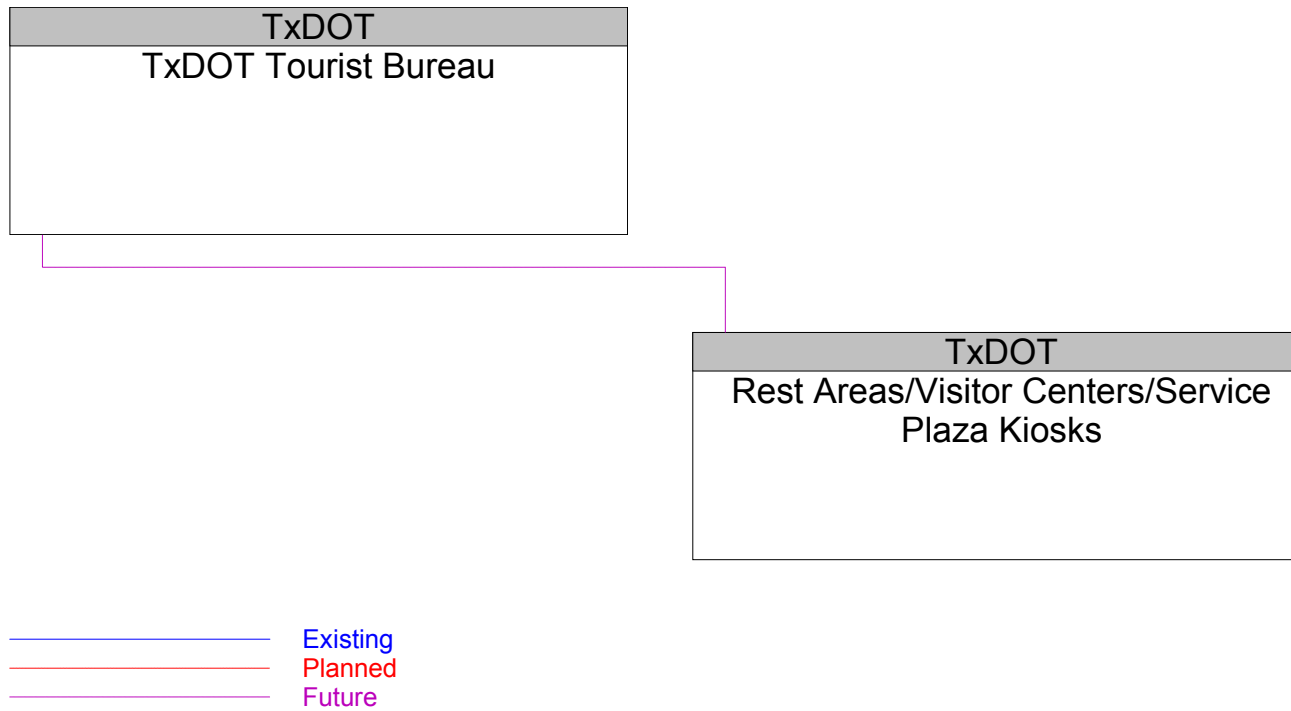 TxDOT
TxDOT Tourist Bureau
TxDOT
Rest Areas/Visitor Centers/Service
Plaza Kiosks
Existing
Planned
Future